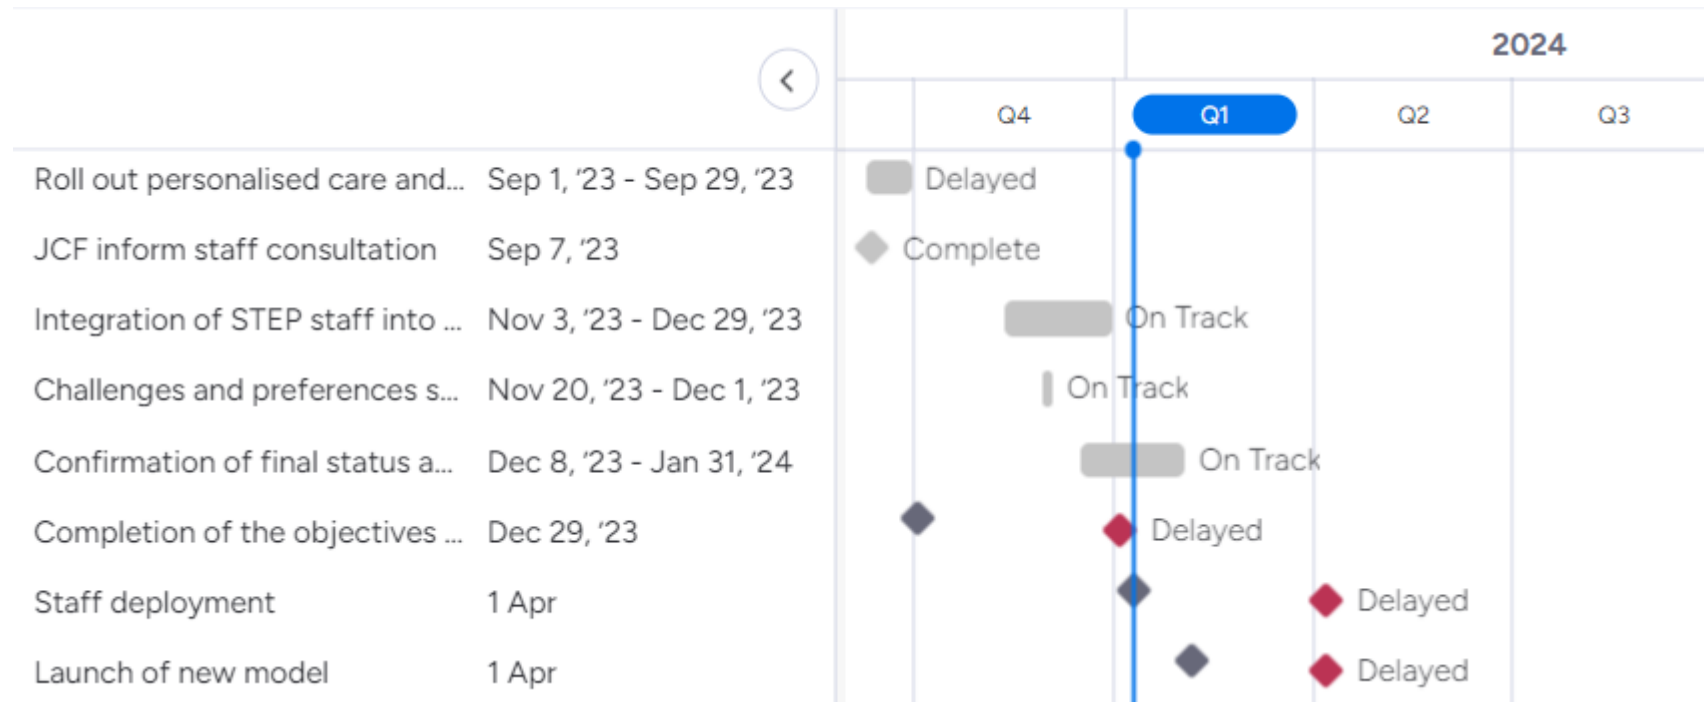 2024
Q4 Q1 Q2 Q3
Roll out personalised care and... Sep 1, '23 - Sep 29, '23 Delayed
JCF inform staff consultation Sep 7, '23 Complete
Integration of STEP staff into ... Nov 3, '23 - Dec 29, '23 On Track
Challenges and preferences s... Nov 20, '23 - Dec 1, '23 On Track
Confirmation of final status a... Dec 8, '23 - Jan 31, '24 On Track
Completion of the objectives ... Dec 29, '23 Delayed
Staff deployment 1 Apr Delayed
Launch of new model 1 Apr Delayed